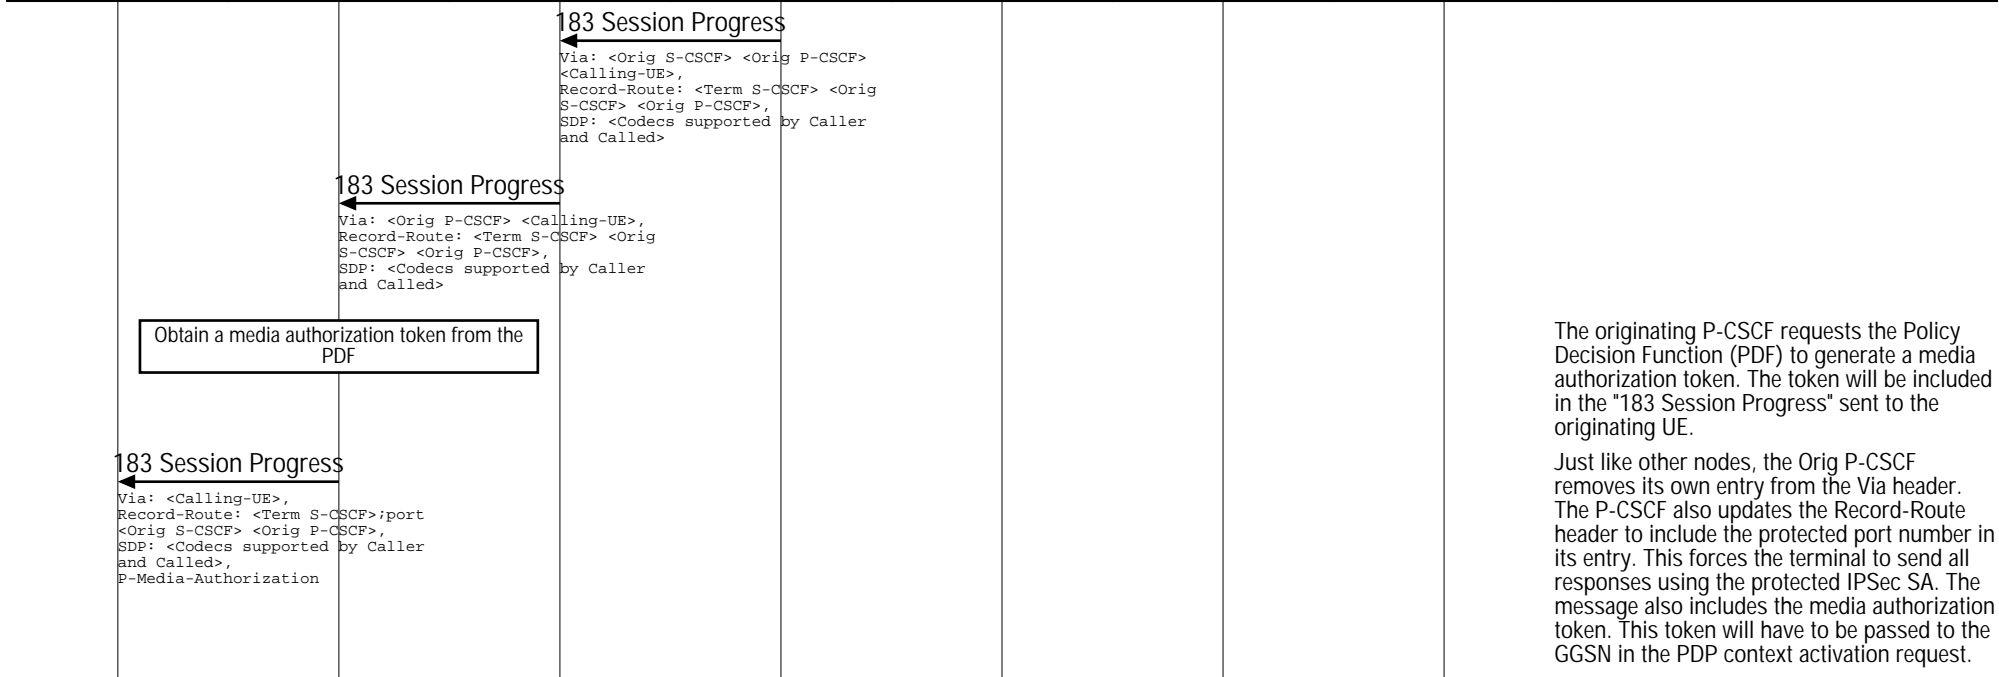 183 Session Progress
Via: <Orig S-CSCF> <Orig P-CSCF>
<Calling-UE>,
Record-Route: <Term S-CSCF> <Orig
S-CSCF> <Orig P-CSCF>,
SDP: <Codecs supported by Caller
and Called>
183 Session Progress
Via: <Orig P-CSCF> <Calling-UE>,
Record-Route: <Term S-CSCF> <Orig
S-CSCF> <Orig P-CSCF>,
SDP: <Codecs supported by Caller
and Called>
Obtain a media authorization token from the
PDF
The originating P-CSCF requests the Policy
Decision Function (PDF) to generate a media
authorization token. The token will be included
in the "183 Session Progress" sent to the
originating UE.
183 Session Progress
Via: <Calling-UE>,
Record-Route: <Term S-CSCF>;port
<Orig S-CSCF> <Orig P-CSCF>,
SDP: <Codecs supported by Caller
and Called>,
P-Media-Authorization
Just like other nodes, the Orig P-CSCF
removes its own entry from the Via header.
The P-CSCF also updates the Record-Route
header to include the protected port number in
its entry. This forces the terminal to send all
responses using the protected IPSec SA. The
message also includes the media authorization
token. This token will have to be passed to the
GGSN in the PDP context activation request.